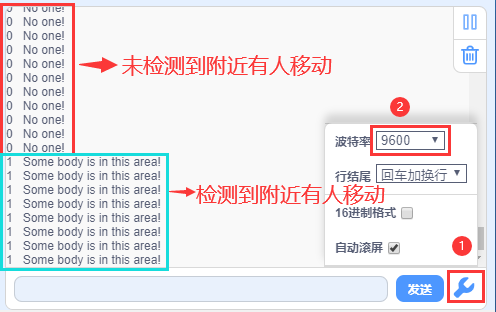 0 No one!
0 No one!
0 No one!
0 No one!
0 No one!
未检测到附近有人移动
0 No one!
0 No one!
0 No one!
0 No one!
0 No one!
0 No one!
1 Some body is in this area!
1 Some body is in this area!
1 Some body is in this area!
检测到附近有人移动
1 Some body is in this area!
1 Some body is in this area!
1 Some body is in this area!
1 Some body is in this area!
1 Some body is in this area!
2
波特率 9600
行结尾 回车加换行
16进制格式
自动滚屏
1
发送